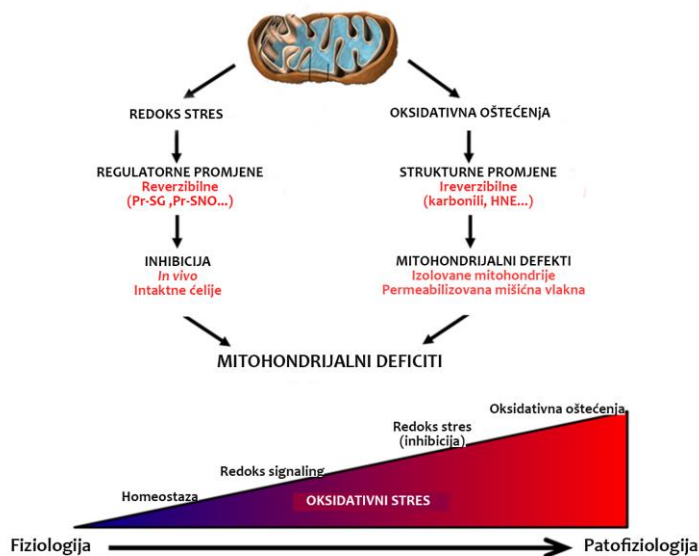 REDOKS STRES
OKSIDATIVNA OŠTEĆENjA
REGULATORNE PROMJENE
Reverzibilne
(Pr-SG ,Pr-SNO...)
STRUKTURNE PROMJENE
Ireverzibilne
(karbonili, HNE...)
INHIBICIJA
In vivo
Intaktne ćelije
MITOHONDRIJALNI DEFEKTI
Izolovane mitohondrije
Permeabilizovana mišićna vlakna
MITOHONDRIJALNI DEFICITI
Oksidativna oštećenja
Redoks stres
(inhibicija)
Redoks signaling
Homeostaza
OKSIDATIVNI STRES
Fiziologija
Patofiziologija